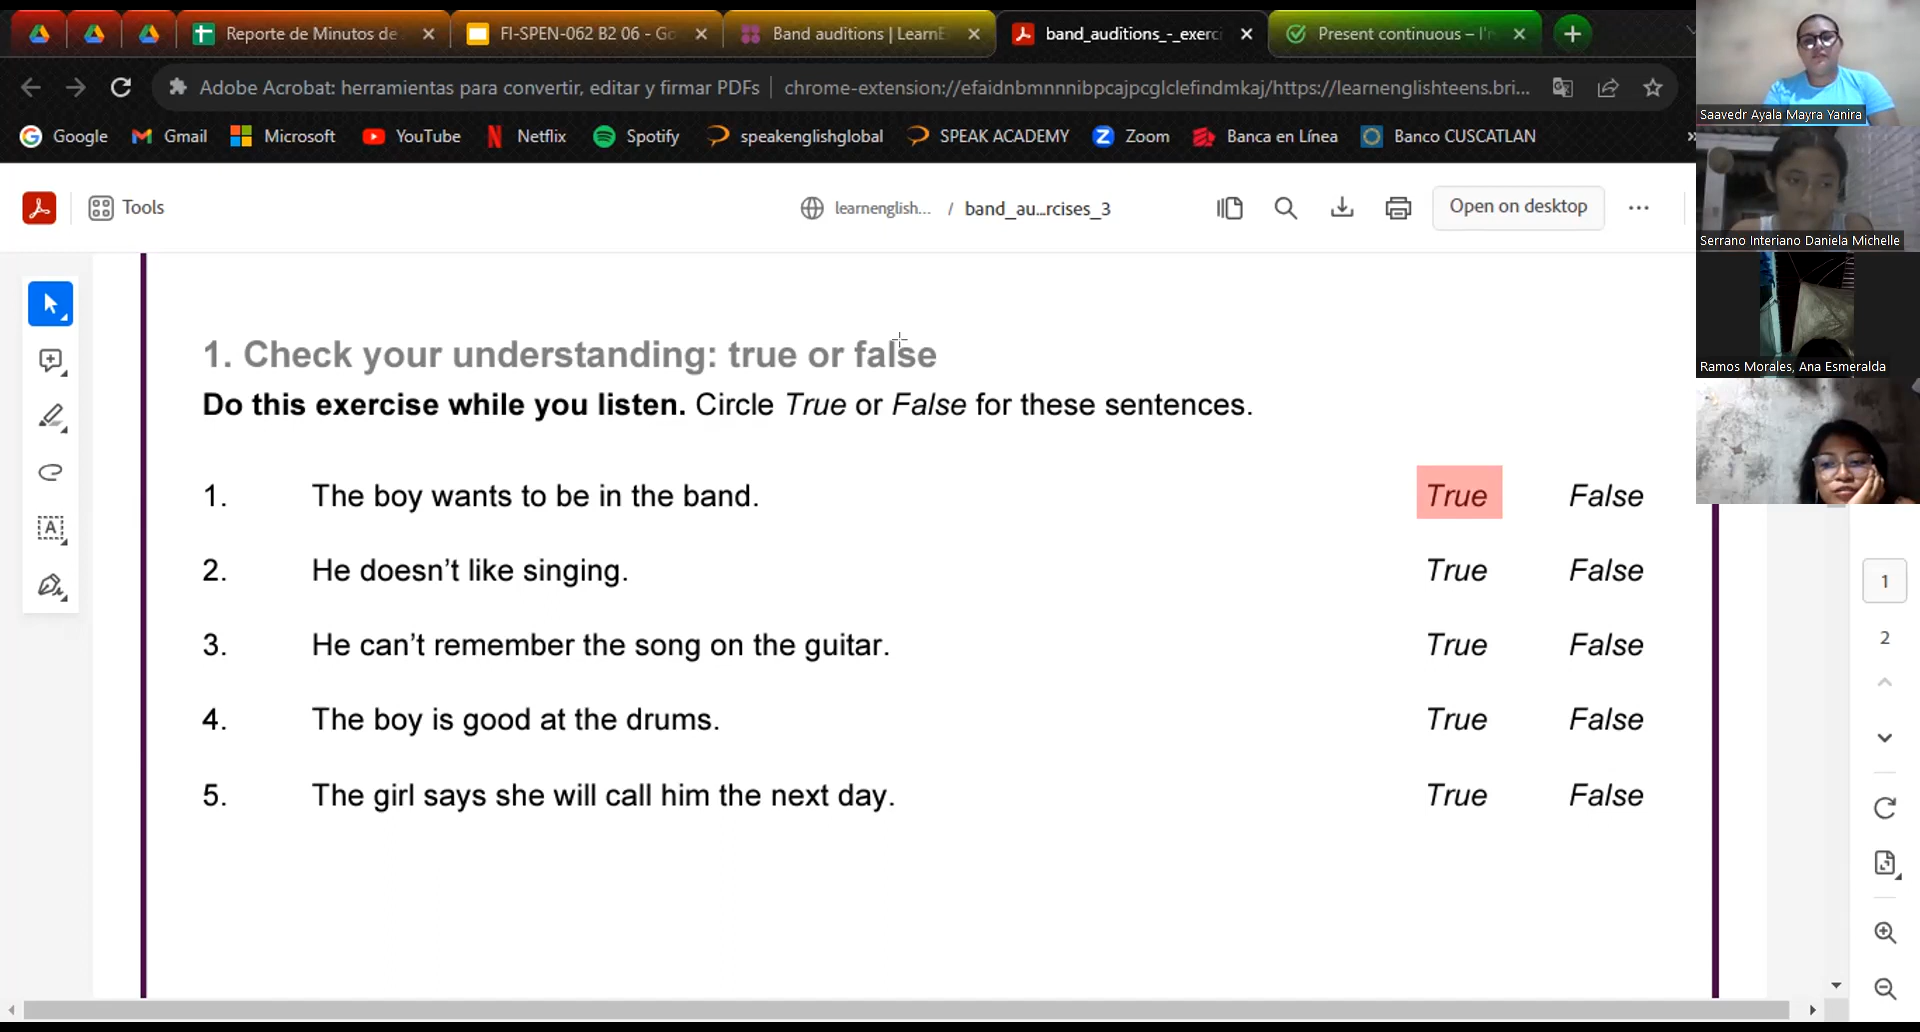 Reporte de Minutos de
FI-SPEN-062 B2 06 - Go
Band auditions | LearnE
band_auditions_-_exerci
Present continuous – I'm
Adobe Acrobat: herramientas para convertir, editar y firmar PDFs
chrome-extension://efaidnbmnnnibpcajpcglclefindmkaj/https://learnenglishteens.bri...
Google
Gmail
Microsoft
YouTube
Netflix
Spotify
speakenglishglobal
SPEAK ACADEMY
Zoom
Banca en Línea
Banco CUSCATLAN
»
Tools
learnenglish... / band_au...rcises_3
Open on desktop
1. Check your understanding: true or false
Do this exercise while you listen. Circle True or False for these sentences.
1. The boy wants to be in the band. True False
2. He doesn’t like singing. True False
3. He can’t remember the song on the guitar. True False
4. The boy is good at the drums. True False
5. The girl says she will call him the next day. True False
1
2
Saavedr Ayala Mayra Yanira
Serrano Interiano Daniela Michelle
Ramos Morales, Ana Esmeralda